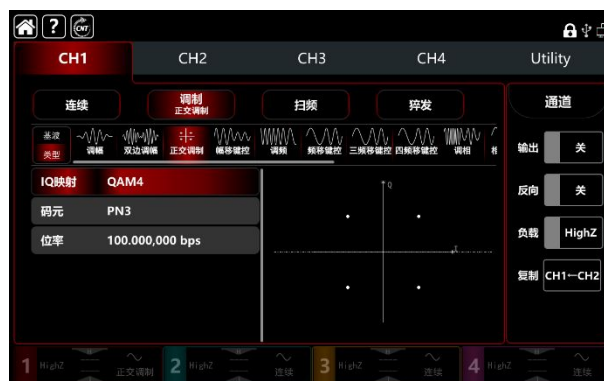 ? CNT
CH1 CH2 CH3 CH4 Utility
连续 调制 扫频 猝发 通道
正交调制
基波 类型 调幅 双边调幅 正交调制 幅移键控 调频 频移键控 三频移键控 四频移键控 调相
输出 关
IQ映射 QAM4
反向 关
码元 PN3
位率 100.000,000 bps
负载 HighZ
复制 CH1←CH2
Q
I
1 HighZ 正交调制 2 HighZ 连续 3 HighZ 连续 4 HighZ 连续